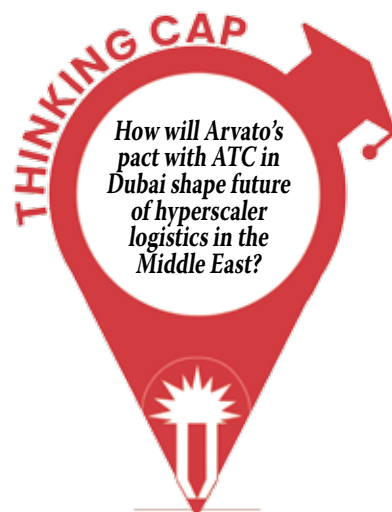 THINKING CAP
How will Arvato's
pact with ATC in
Dubai shape future
of hyperscaler
logistics in the
Middle East?